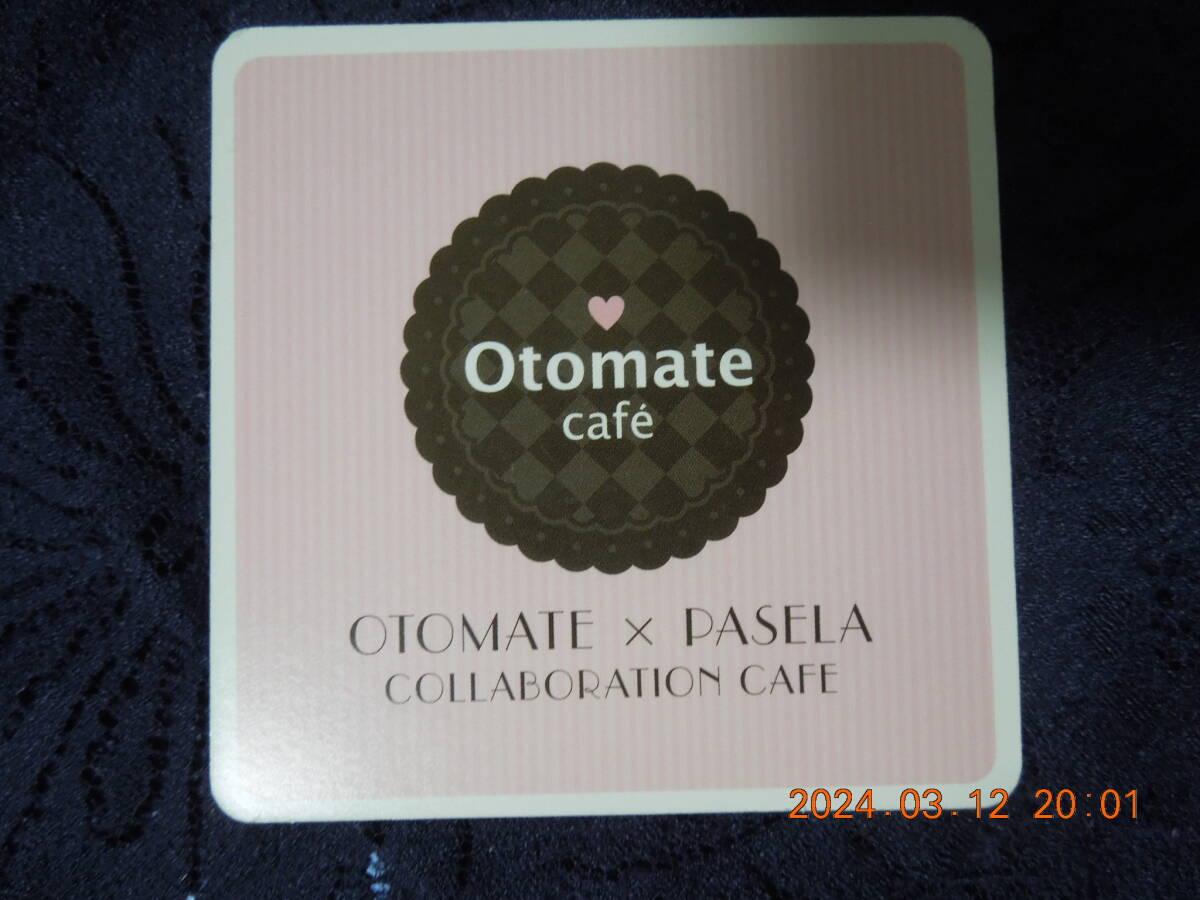 Otomate
café
OTOMATE × PASELA
COLLABORATION CAFE
2024.03.12 20:01